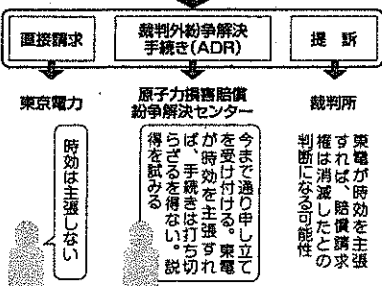 直接請求
裁判外紛争解決
手続き(ADR)
提訴
東京電力
原子力損害賠償
紛争解決センター
裁判所
時効は主張しない
今まで通り申し立て
を受け付ける。東電
が時効を主張すれ
ば、手続きは打ち切
らざるを得ない。説
得を試みる
東電が時効を主張
すれば、賠償請求
権は消滅したとの
判断になる可能性